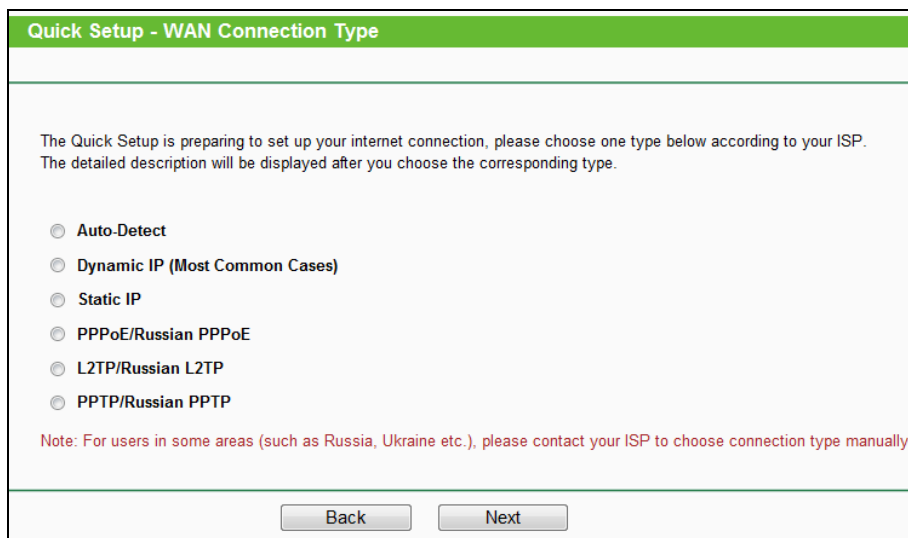 Quick Setup - WAN Connection Type
The Quick Setup is preparing to set up your internet connection, please choose one type below according to your ISP.
The detailed description will be displayed after you choose the corresponding type.
Auto-Detect
Dynamic IP (Most Common Cases)
Static IP
PPPoE/Russian PPPoE
L2TP/Russian L2TP
PPTP/Russian PPTP
Note: For users in some areas (such as Russia, Ukraine etc.), please contact your ISP to choose connection type manually
Back Next